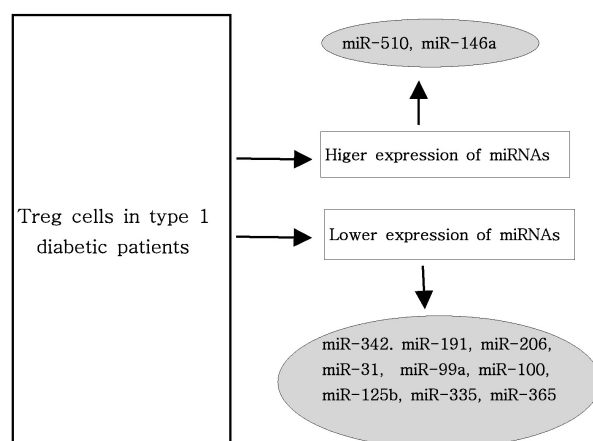 miR-510, miR-146a
Higer expression of miRNAs
Treg cells in type 1
diabetic patients
Lower expression of miRNAs
miR-342. miR-191, miR-206,
miR-31, miR-99a, miR-100,
miR-125b, miR-335, miR-365